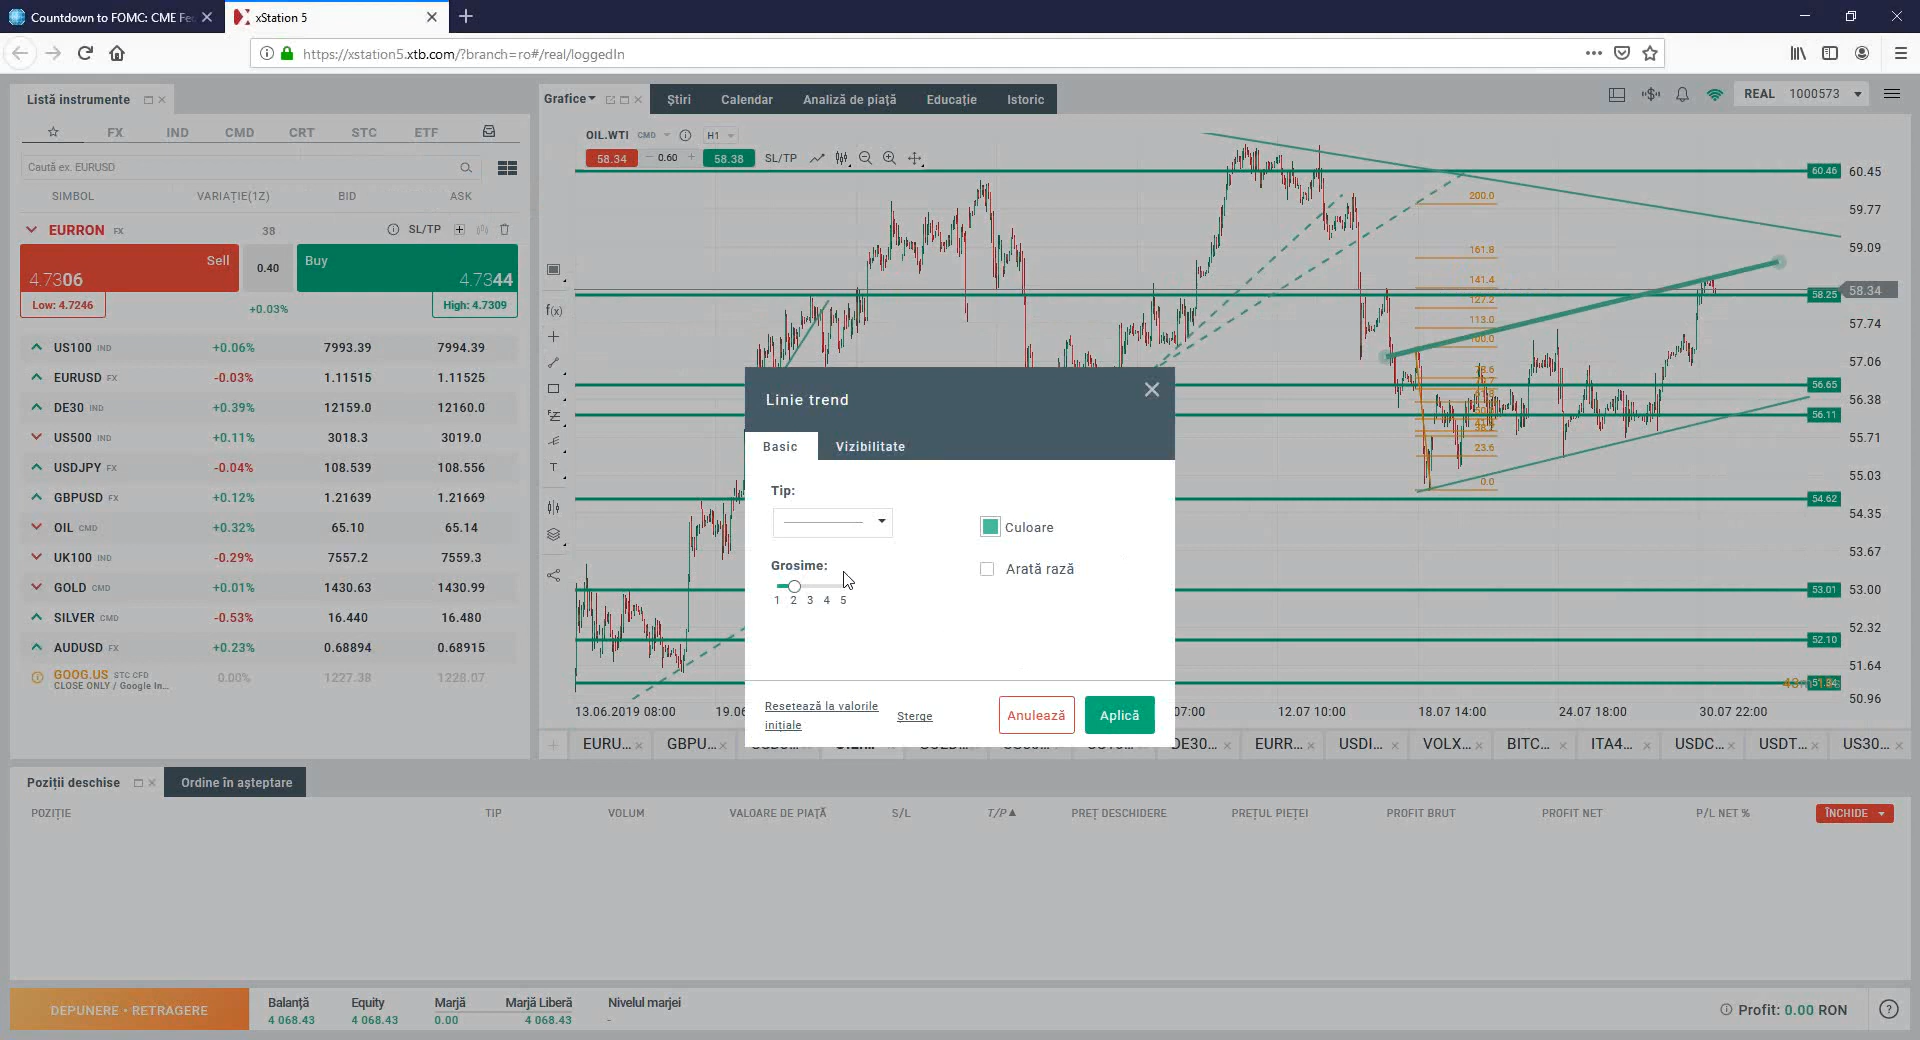 Countdown to FOMC: CME Fe
xStation 5
https://xstation5.xtb.com/?branch=ro#/real/loggedIn
Listă instrumente
Grafice
Știri
Calendar
Analiză de piață
Educație
Istoric
REAL 1000573
FX IND CMD CRT STC ETF
Caută ex. EURUSD
SIMBOL VARIAȚIE(1Z) BID ASK
EURRON FX 38 SL/TP
Sell 4.7306
0.40
Buy 4.7344
Low: 4.7246 +0.03% High: 4.7309
US100 IND +0.06% 7993.39 7994.39
EURUSD FX -0.03% 1.11515 1.11525
DE30 IND +0.39% 12159.0 12160.0
US500 IND +0.11% 3018.3 3019.0
USDJPY FX -0.04% 108.539 108.556
GBPUSD FX +0.12% 1.21639 1.21669
OIL CMD +0.32% 65.10 65.14
UK100 IND -0.29% 7557.2 7559.3
GOLD CMD +0.01% 1430.63 1430.99
SILVER CMD -0.53% 16.440 16.480
AUDUSD FX +0.23% 0.68894 0.68915
GOOG.US STC CFD 0.00% 1227.38 1228.07
CLOSE ONLY / Google In...
OIL.WTI CMD H1
58.34 0.60 58.38 SL/TP
f(x)
T
200.0
161.8
141.4
127.2
113.0
100.0
78.6
23.6
0.0
60.46 60.45
59.77
59.09
58.25 58.34
57.74
57.06
56.65
56.38
56.11
55.71
55.03
54.62
54.35
53.67
53.01 53.00
52.32
52.10
51.64
50.96
13.06.2019 08:00 19.0 07:00 12.07 10:00 18.07 14:00 24.07 18:00 30.07 22:00
EURU... GBPU... DE30... EURR... USDI... VOLX... BITC... ITA4... USDC... USDT... US30...
Linie trend
Basic Vizibilitate
Tip:
Culoare
Grosime:
Arată rază
1 2 3 4 5
Resetează la valorile
inițiale
Șterge
Anulează
Aplică
Poziții deschise
Ordine în așteptare
POZIȚIE TIP VOLUM VALOARE DE PIAȚĂ S/L T/P PREȚ DESCHIDERE PREȚUL PIEȚEI PROFIT BRUT PROFIT NET P/L NET % ÎNCHIDE
DEPUNERE • RETRAGERE
Balanță Equity Marjă Marjă Liberă Nivelul marjei
4 068.43 4 068.43 0.00 4 068.43 -
Profit: 0.00 RON